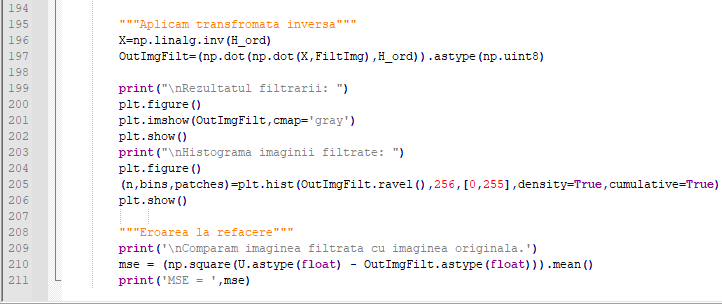 194
195 """Aplicam transfromata inversa"""
196 X=np.linalg.inv(H_ord)
197 OutImgFilt=(np.dot(np.dot(X,FiltImg),H_ord)).astype(np.uint8)
198
199 print("\nRezultatul filtrarii: ")
200 plt.figure()
201 plt.imshow(OutImgFilt,cmap='gray')
202 plt.show()
203 print("\nHistograma imaginii filtrate: ")
204 plt.figure()
205 (n,bins,patches)=plt.hist(OutImgFilt.ravel(),256,[0,255],density=True,cumulative=True)
206 plt.show()
207
208 """Eroarea la refacere"""
209 print('\nComparam imaginea filtrata cu imaginea originala.')
210 mse = (np.square(U.astype(float) - OutImgFilt.astype(float))).mean()
211 print('MSE = ',mse)